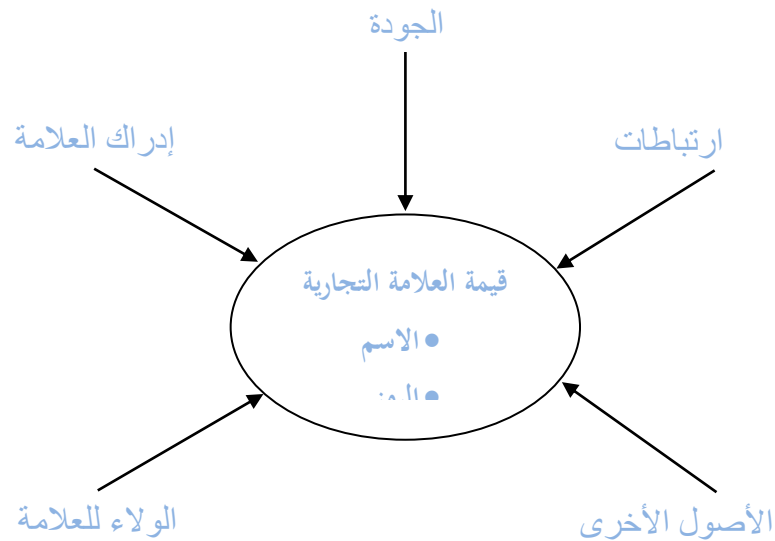 الجودة
ارتباطات
إدراك العلامة
قيمة العلامة التجارية
●الاسم
●
الأصول الأخرى
الولاء للعلامة